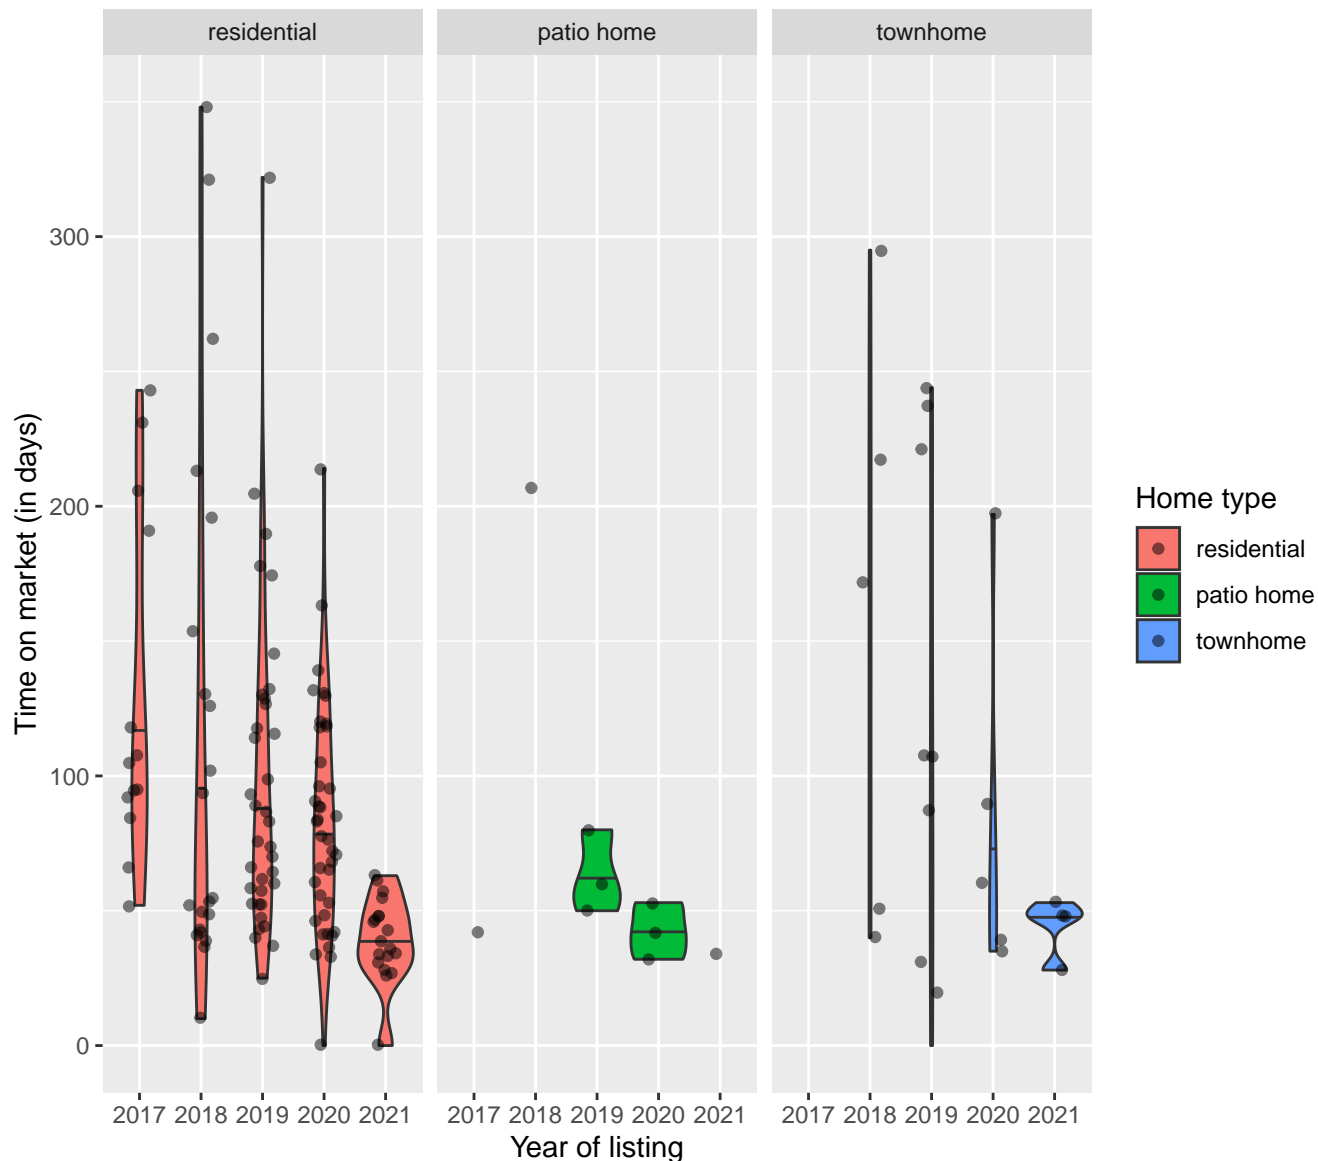 residential patio home townhome
300
200
100
0
Time on market (in days)
2017 2018 2019 2020 2021 2017 2018 2019 2020 2021 2017 2018 2019 2020 2021
Year of listing
Home type
residential
patio home
townhome